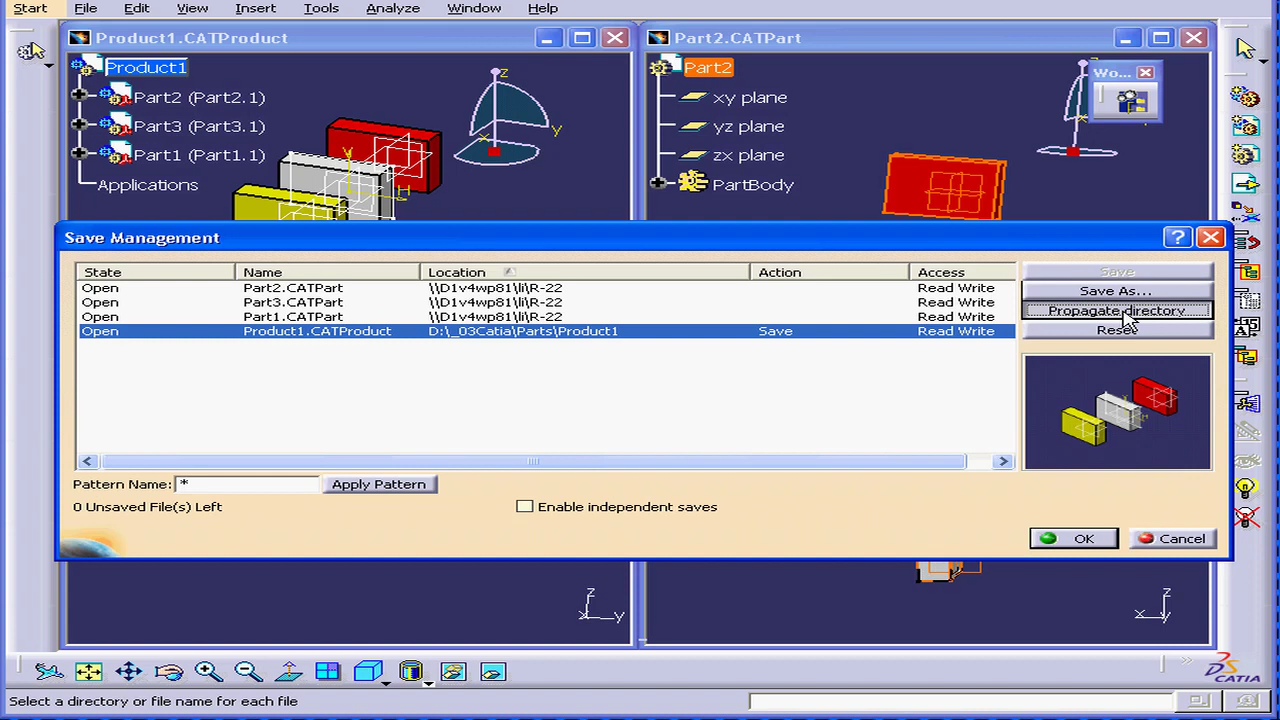 Start File Edit View Insert Tools Analyze Window Help
Product1.CATProduct
Product1
Part2 (Part2.1)
Part3 (Part3.1)
Part1 (Part1.1)
Applications
z
y
x
V
H
Part2.CATPart
Part2
xy plane
yz plane
zx plane
PartBody
z
Wo...
Save Management
State Name Location Action Access
Open Part2.CATPart \\D1v4wp81\li\R-22 Read Write
Open Part3.CATPart \\D1v4wp81\li\R-22 Read Write
Open Part1.CATPart \\D1v4wp81\li\R-22 Read Write
Open Product1.CATProduct D:\_03Catia\Parts\Product1 Save Read Write
Save
Save As...
Propagate directory
Reset
Pattern Name: * Apply Pattern
0 Unsaved File(s) Left
Enable independent saves
OK Cancel
z
x y
z
x y
DS CATIA
Select a directory or file name for each file